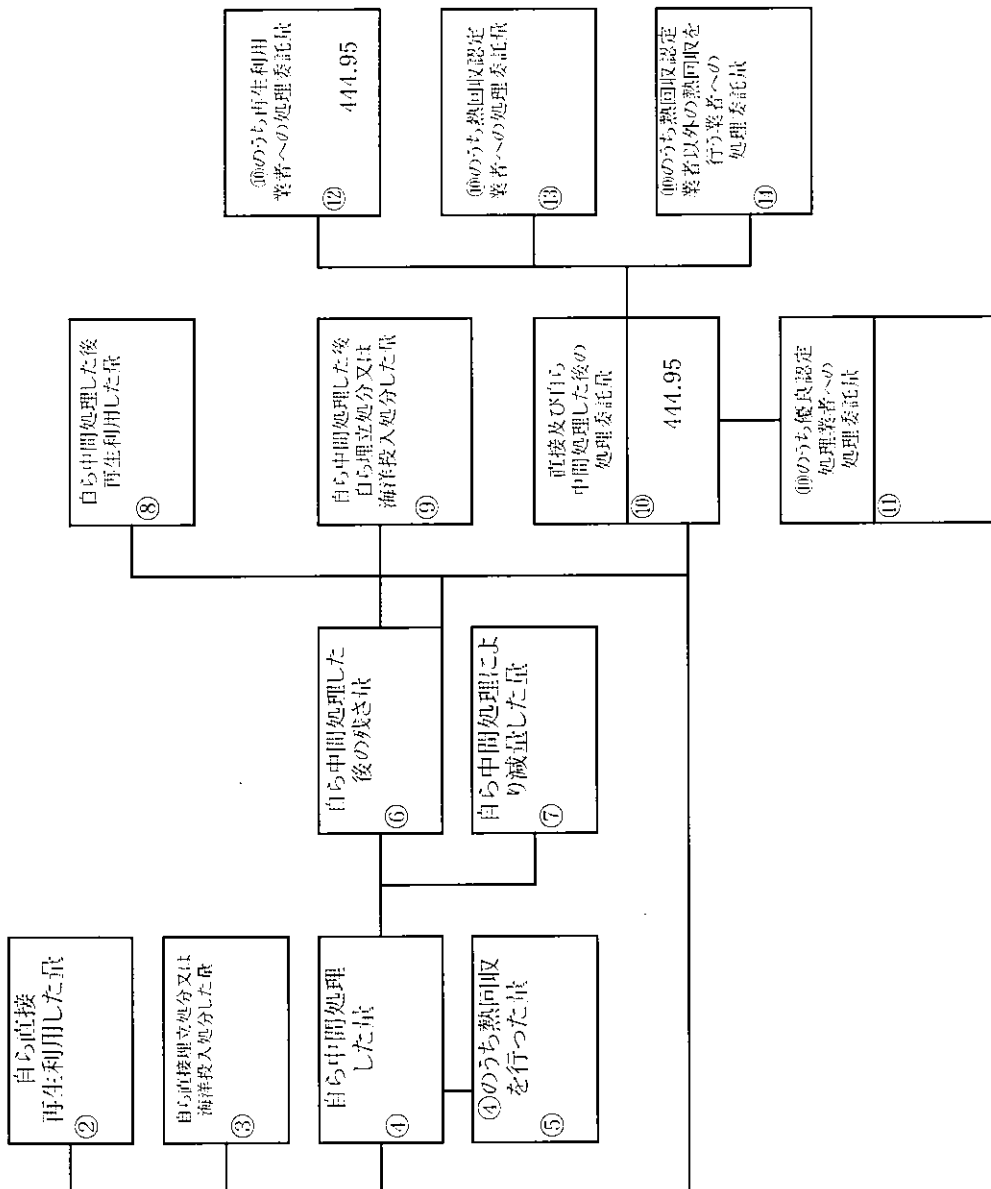 自ら直接
再生利用した量
②
自ら直接埋立処分又は
海洋投入処分した量
③
自ら中間処理
した量
④
④のうち熱回収
を行った量
⑤
自ら中間処理した
後の残さ量
⑥
自ら中間処理によ
り減量した量
⑦
自ら中間処理した後
再生利用した量
⑧
自ら中間処理した後
自ら埋立処分又は
海洋投入処分した量
⑨
直接及び自ら
中間処理した後の
処理委託量
⑩
444.95
⑩のうち優良認定
処理業者への
処理委託量
⑪
⑩のうち再生利用
業者への処理委託量
⑫
444.95
⑩のうち熱回収認定
業者への処理委託量
⑬
⑩のうち熱回収認定
業者以外の熱回収を
行う業者への
処理委託量
⑭